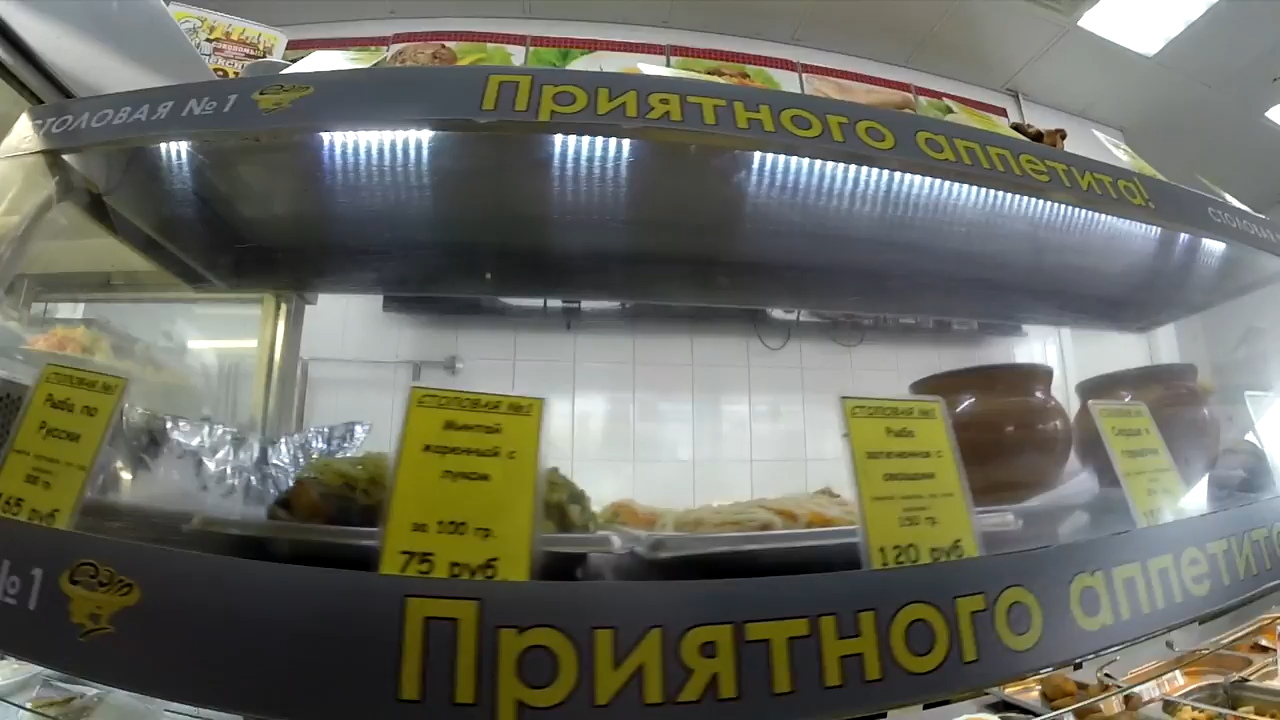 СТОЛОВАЯ №1
Приятного аппетита!
СТОЛОВАЯ
СТОЛОВАЯ №1
Рыба по
Русски
165 руб
СТОЛОВАЯ №1
Минтай
жаренный с
луком
за 100 гр.
75 руб
СТОЛОВАЯ №1
Рыба
запеченная с
овощами
150 гр.
120 руб
№1
Приятного аппетита